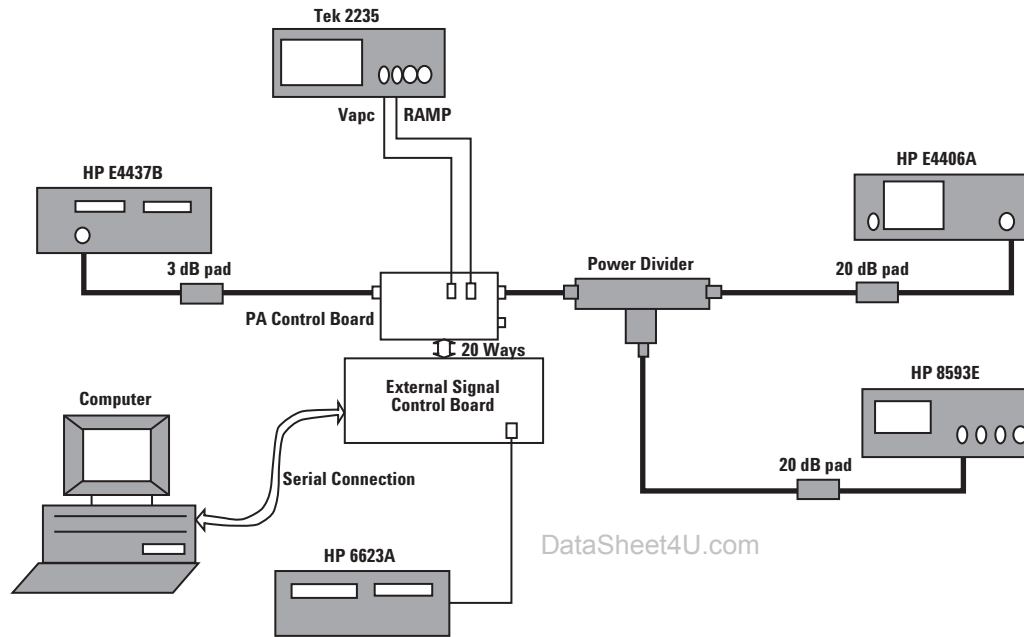 Tek 2235
Vapc
RAMP
HP E4437B
HP E4406A
3 dB pad
Power Divider
20 dB pad
PA Control Board
20 Ways
External Signal
Control Board
Computer
HP 8593E
Serial Connection
20 dB pad
HP 6623A
DataSheet4U.com